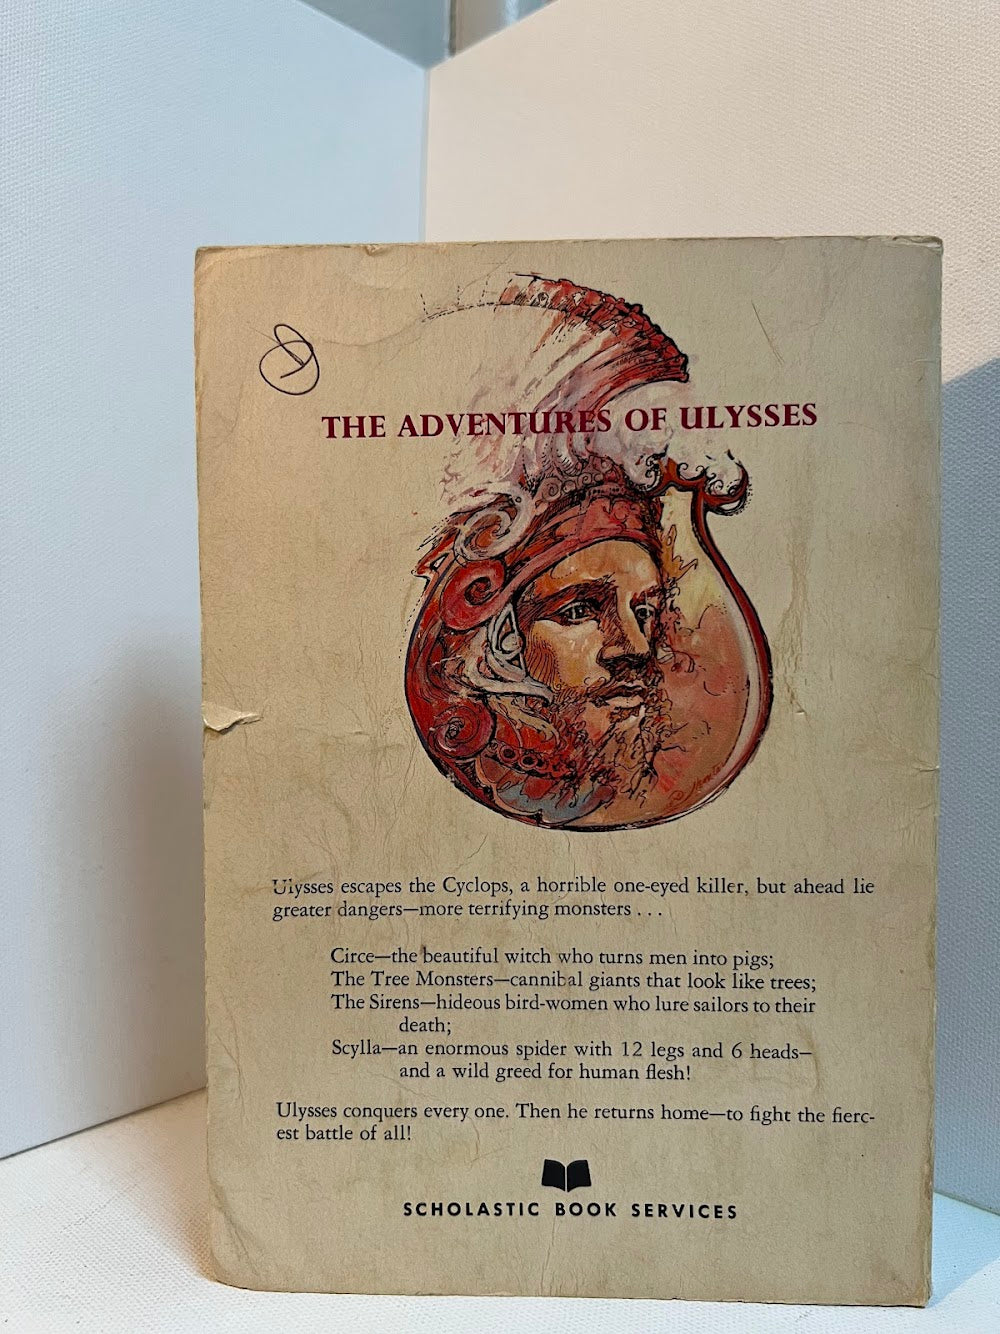 THE ADVENTURES OF ULYSSES
Ulysses escapes the Cyclops, a horrible one-eyed killer, but ahead lie
greater dangers—more terrifying monsters . . .
Circe—the beautiful witch who turns men into pigs;
The Tree Monsters—cannibal giants that look like trees;
The Sirens—hideous bird-women who lure sailors to their
death;
Scylla—an enormous spider with 12 legs and 6 heads—
and a wild greed for human flesh!
Ulysses conquers every one. Then he returns home—to fight the fierc-
est battle of all!
SCHOLASTIC BOOK SERVICES